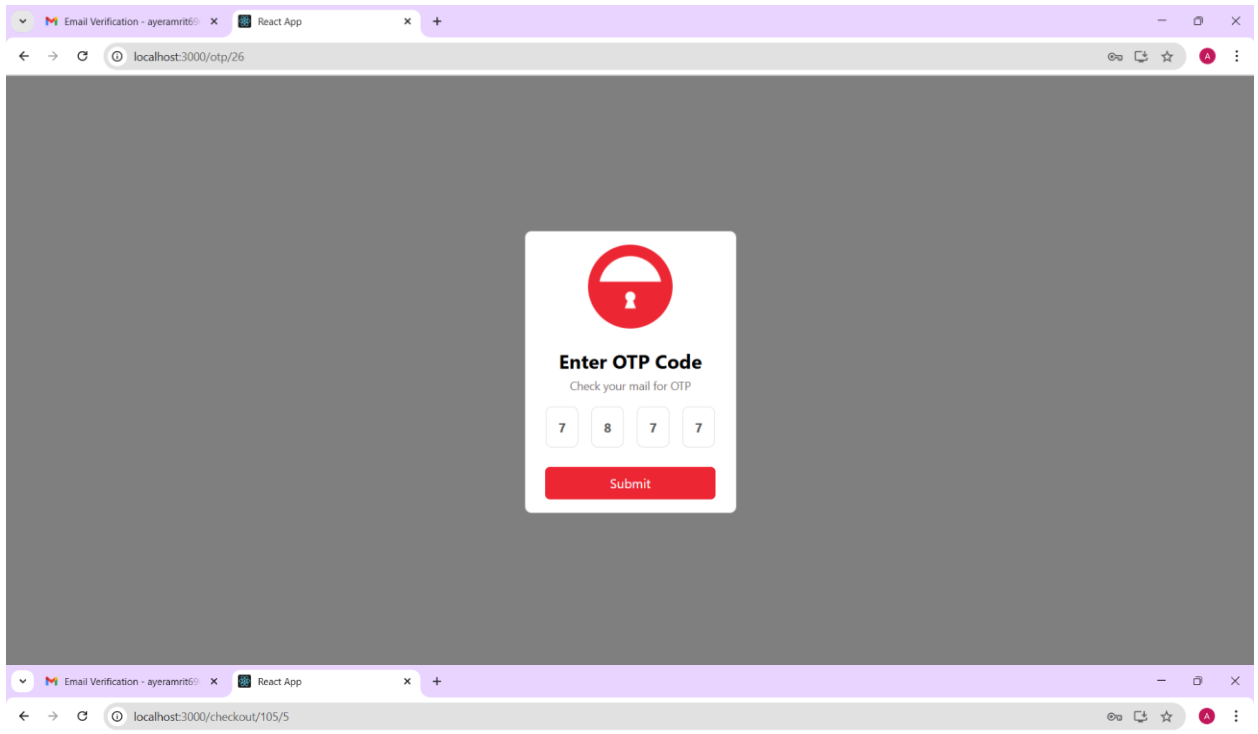 Email Verification - ayeramrit69
React App
localhost:3000/otp/26
A
Enter OTP Code
Check your mail for OTP
7 8 7 7
Submit
Email Verification - ayeramrit69
React App
localhost:3000/checkout/105/5
A